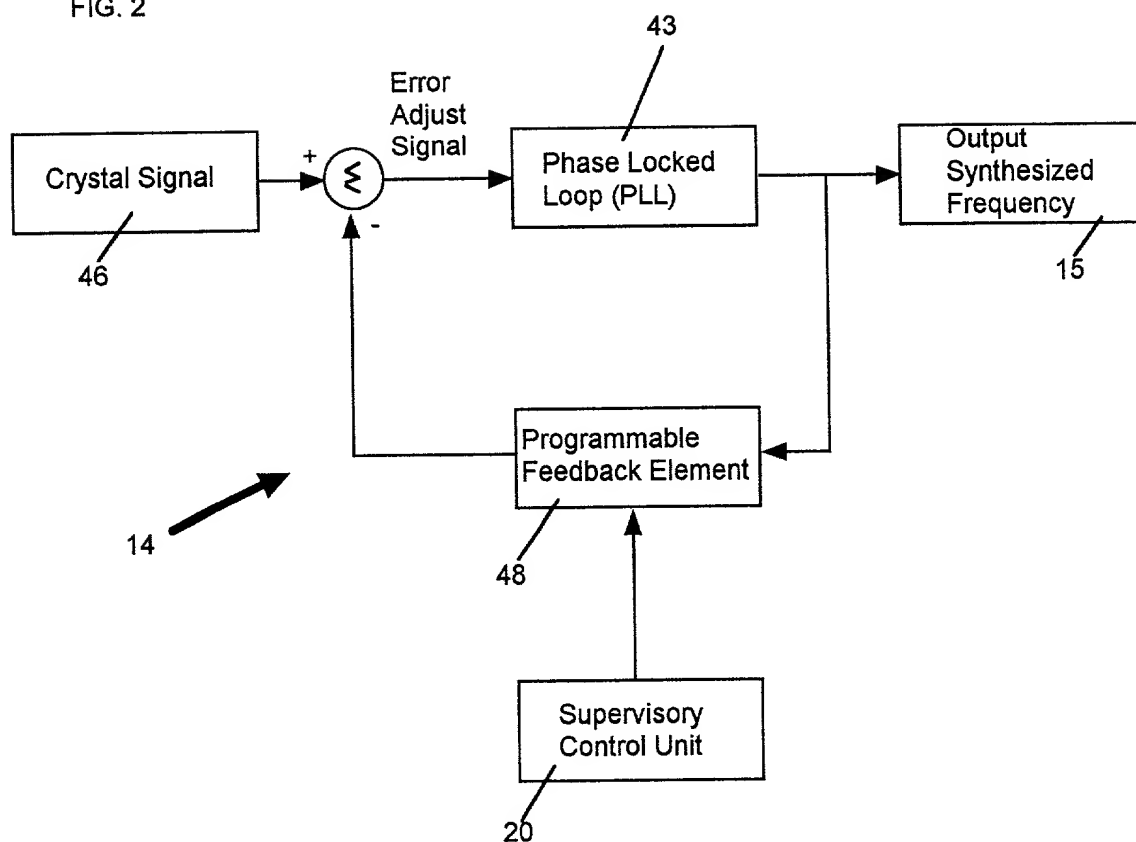 FIG. 2
43
Error
Adjust
Signal
Crystal Signal
+
Σ
-
Phase Locked
Loop (PLL)
Output
Synthesized
Frequency
46
15
Programmable
Feedback Element
14
48
Supervisory
Control Unit
20